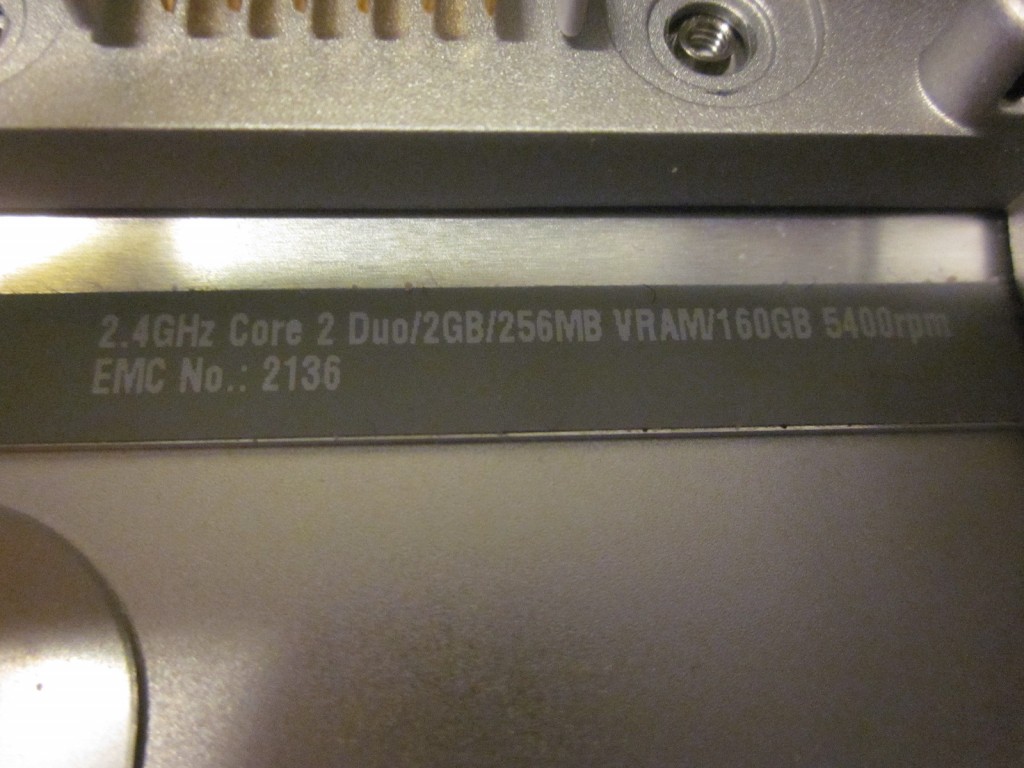 2.4GHz Core 2 Duo/2GB/256MB VRAM/160GB 5400rpm
EMC No.: 2136